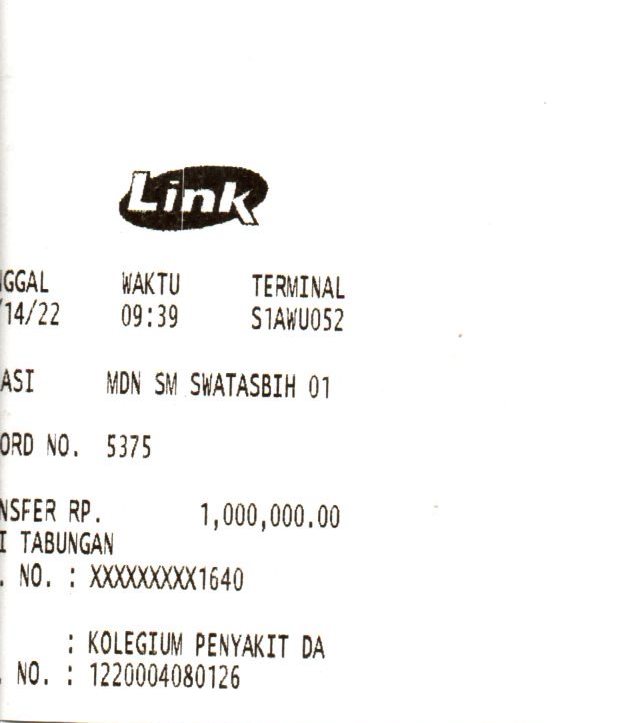 Link
NGGAL WAKTU TERMINAL
/14/22 09:39 S1AWU052
ASI MDN SM SWATASBIH 01
ORD NO. 5375
NSFER RP. 1,000,000.00
I TABUNGAN
. NO. : XXXXXXXXX1640
: KOLEGIUM PENYAKIT DA
. NO. : 1220004080126